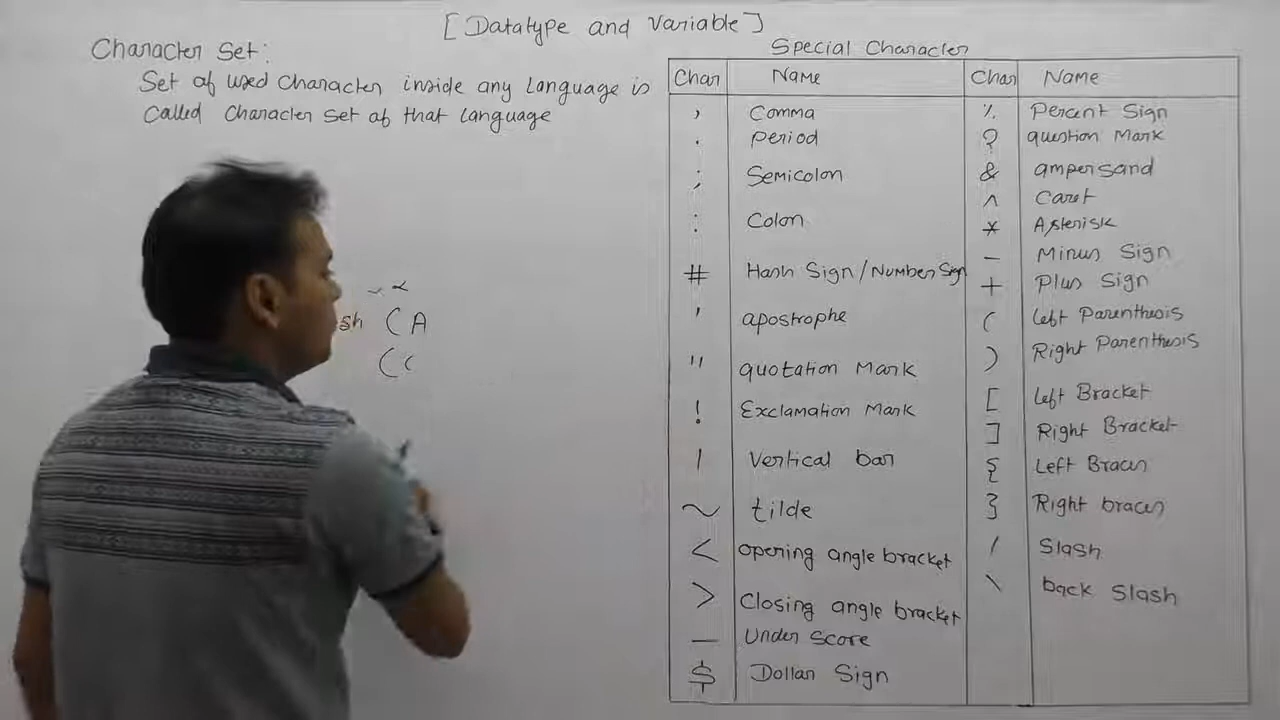 [Datatype and Variable]
Character Set:
Set of used Character inside any Language is
Called Character Set of that Language
sh (A
((
Special Character
Char Name Char Name
, Comma % Percent Sign
. Period ? question Mark
; Semicolon & ampersand
: Colon ^ Caret
* Asterisk
# Hash Sign/Number Sign - Minus Sign
+ Plus Sign
' apostrophe ( Left Parenthesis
) Right Parenthesis
" quotation Mark [ Left Bracket
! Exclamation Mark ] Right Bracket
| Vertical bar { Left Braces
~ tilde } Right braces
< opening angle bracket / Slash
> Closing angle bracket \ back Slash
_ Under Score
$ Dollar Sign